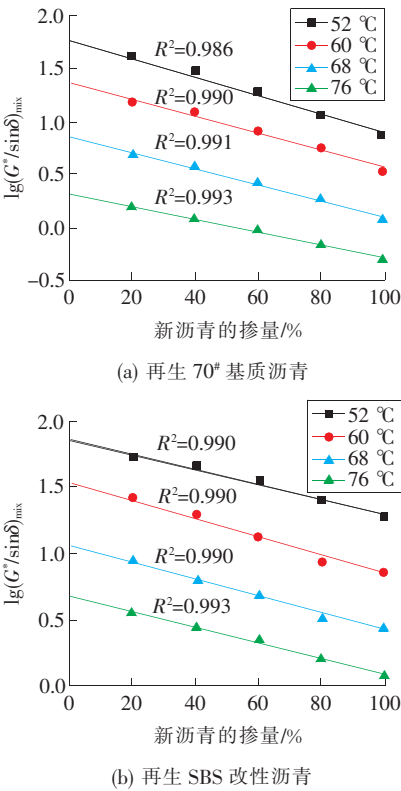 52 ℃
60 ℃
68 ℃
76 ℃
2.0
1.5
1.0
0.5
0.0
−0.5
lg(G*/sinδ)mix
R²=0.986
R²=0.990
R²=0.991
R²=0.993
0 20 40 60 80 100
新沥青的掺量/%
(a) 再生 70# 基质沥青
52 ℃
60 ℃
68 ℃
76 ℃
2.0
1.5
1.0
0.5
0.0
lg(G*/sinδ)mix
R²=0.990
R²=0.990
R²=0.990
R²=0.993
0 20 40 60 80 100
新沥青的掺量/%
(b) 再生 SBS 改性沥青